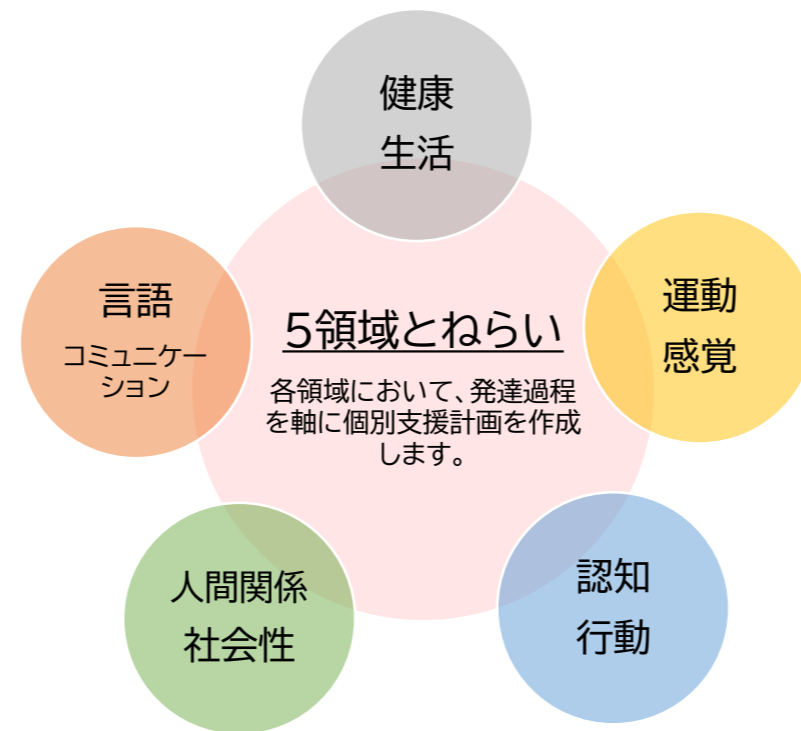 健康
生活
運動
感覚
認知
行動
人間関係
社会性
言語
コミュニケー
ション
5領域とねらい
各領域において、発達過程
を軸に個別支援計画を作成
します。